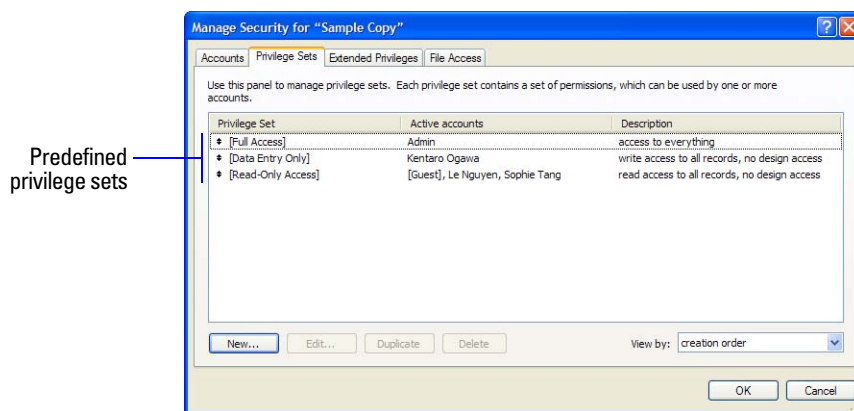 Manage Security for “Sample Copy”
Accounts Privilege Sets Extended Privileges File Access
Use this panel to manage privilege sets. Each privilege set contains a set of permissions, which can be used by one or more
accounts.
Privilege Set Active accounts Description
[Full Access] Admin access to everything
[Data Entry Only] Kentaro Ogawa write access to all records, no design access
[Read-Only Access] [Guest], Le Nguyen, Sophie Tang read access to all records, no design access
Predefined
privilege sets
New... Edit... Duplicate Delete View by: creation order
OK Cancel